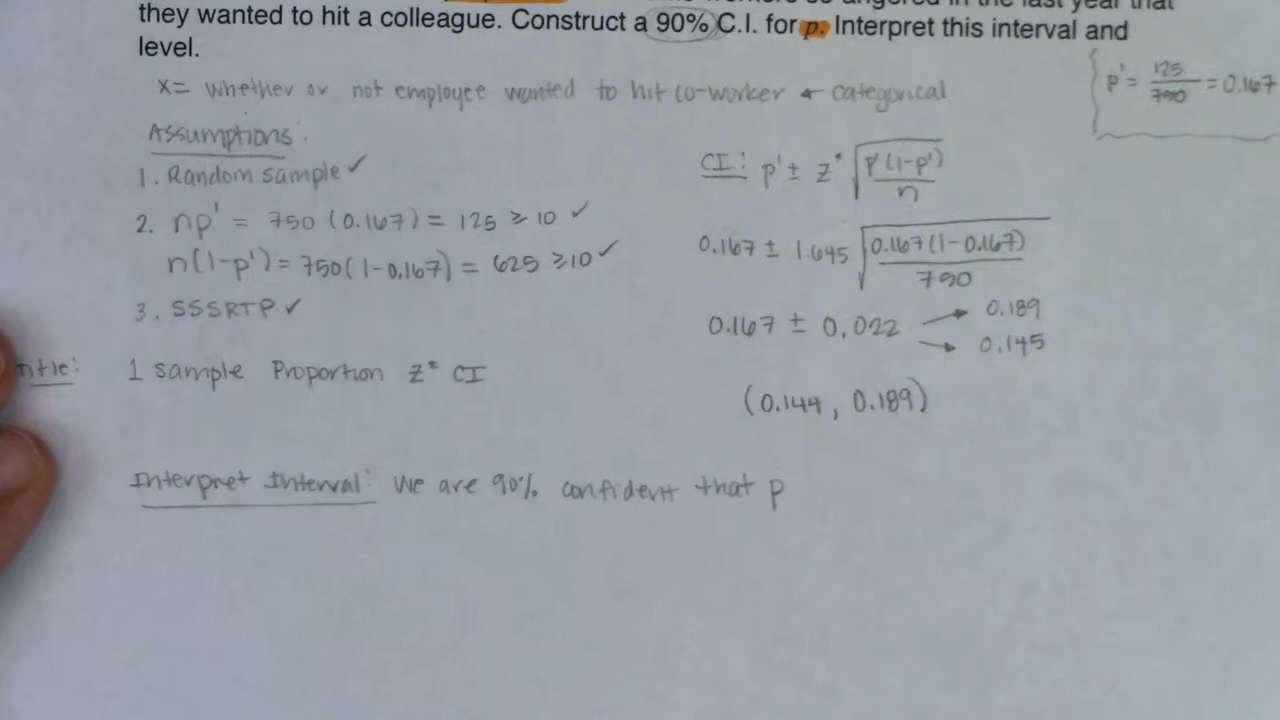 they wanted to hit a colleague. Construct a 90% C.I. for p. Interpret this interval and
level.
p' = 125/750 = 0.167
x = whether or not employee wanted to hit co-worker ← categorical
Assumptions:
1. Random sample ✓
2. np' = 750 (0.167) = 125 ≥ 10 ✓
n(1-p') = 750(1-0.167) = 625 ≥10 ✓
3. SSSRTP ✓
ntle: 1 sample Proportion z* CI
CI: p' ± z* √(p'(1-p')/n)
0.167 ± 1.645 √(0.167(1-0.167)/750)
0.167 ± 0.022 → 0.189
→ 0.145
(0.144, 0.189)
Interpret Interval: We are 90% confident that p